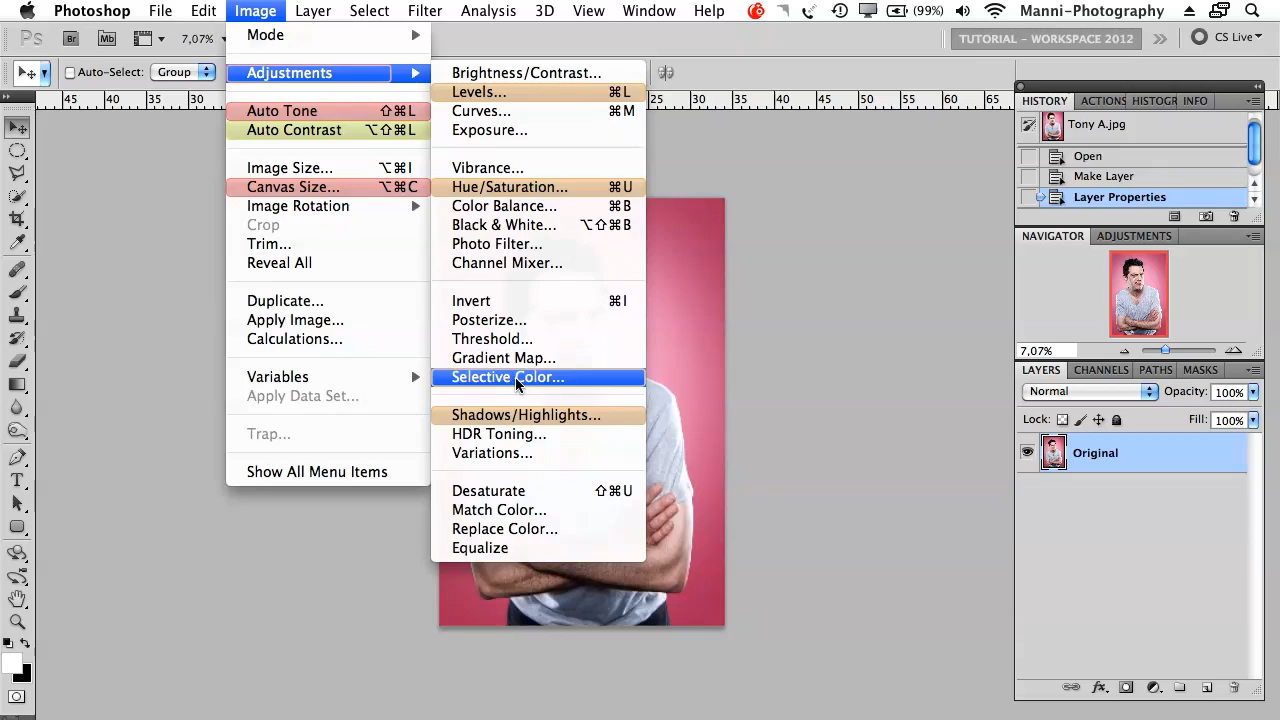 Photoshop File Edit Image Layer Select Filter Analysis 3D View Window Help (99%) Manni-Photography
Ps Br Mb 7,07% TUTORIAL - WORKSPACE 2012 CS Live
Auto-Select: Group
45 40 35 30 25 55 60 65
Mode
Adjustments
Auto Tone ⇧⌘L
Auto Contrast ⌥⇧⌘L
Image Size... ⌥⌘I
Canvas Size... ⌥⌘C
Image Rotation
Crop
Trim...
Reveal All
Duplicate...
Apply Image...
Calculations...
Variables
Apply Data Set...
Trap...
Show All Menu Items
Brightness/Contrast...
Levels... ⌘L
Curves... ⌘M
Exposure...
Vibrance...
Hue/Saturation... ⌘U
Color Balance... ⌘B
Black & White... ⌥⇧⌘B
Photo Filter...
Channel Mixer...
Invert ⌘I
Posterize...
Threshold...
Gradient Map...
Selective Color...
Shadows/Highlights...
HDR Toning...
Variations...
Desaturate ⇧⌘U
Match Color...
Replace Color...
Equalize
HISTORY ACTIONS HISTOGR INFO
Tony A.jpg
Open
Make Layer
Layer Properties
NAVIGATOR ADJUSTMENTS
7,07%
LAYERS CHANNELS PATHS MASKS
Normal Opacity: 100%
Lock: Fill: 100%
Original